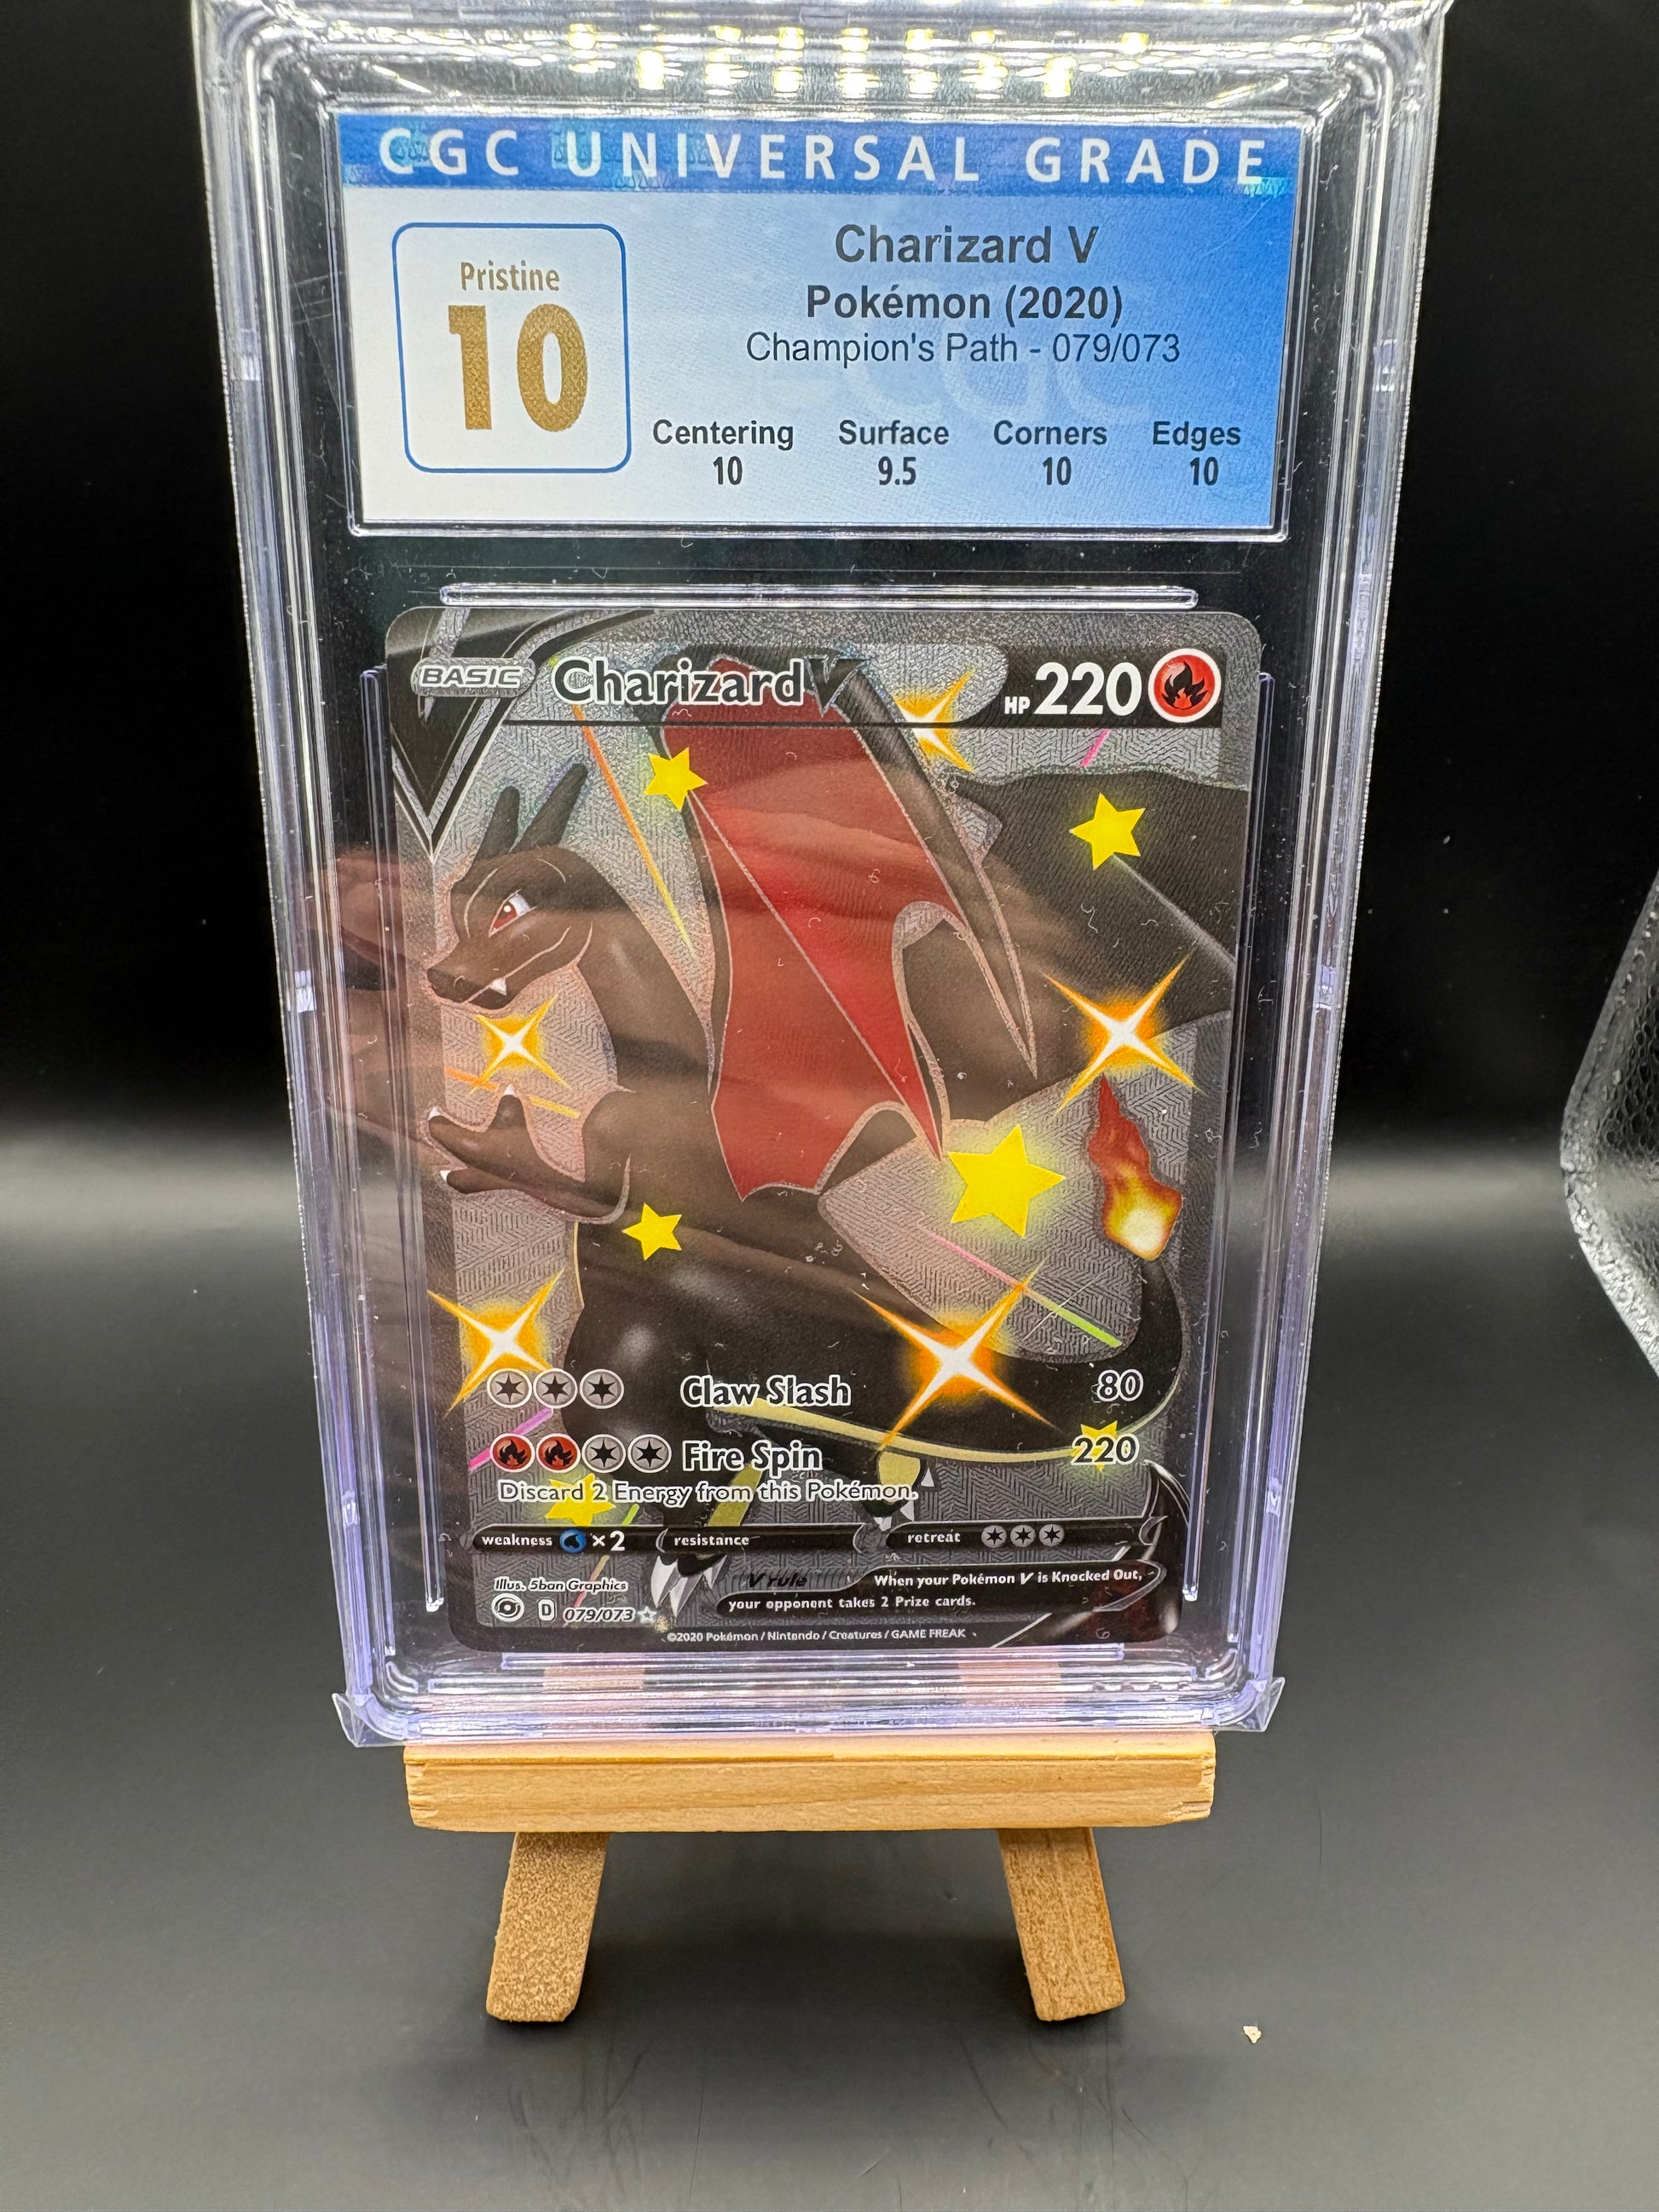 CGC UNIVERSAL GRADE
Pristine
10
Charizard V
Pokémon (2020)
Champion's Path - 079/073
Centering Surface Corners Edges
10 9.5 10 10
BASIC Charizard V HP 220
Claw Slash 80
Fire Spin 220
Discard 2 Energy from this Pokémon.
weakness ×2 resistance retreat
Illus. 5ban Graphics
D 079/073
V rule When your Pokémon V is Knocked Out,
your opponent takes 2 Prize cards.
©2020 Pokémon / Nintendo / Creatures / GAME FREAK